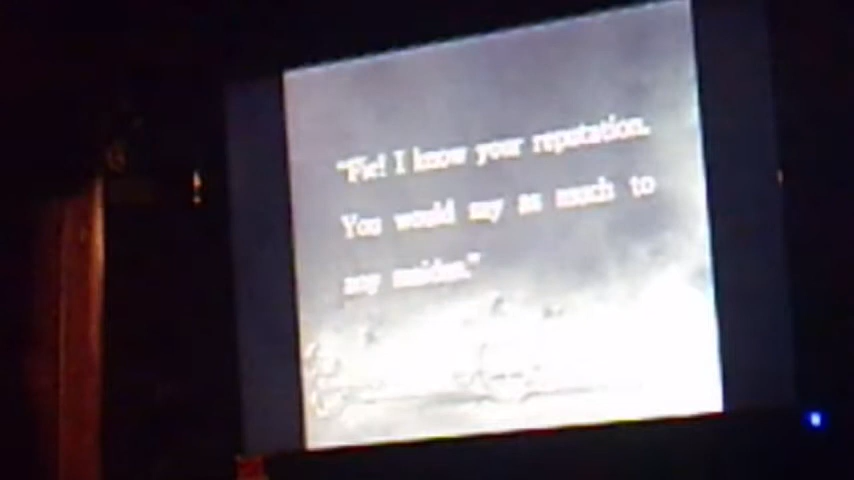 "Fie! I know your reputation.
You would say as much to
any maiden."